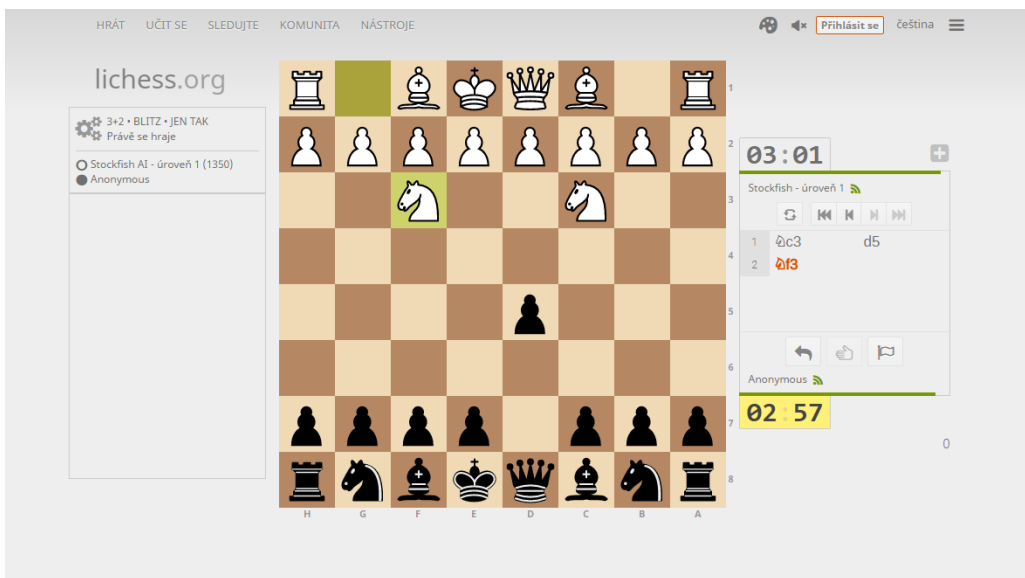 HRÁT UČIT SE SLEDUJTE KOMUNITA NÁSTROJE Přihlásit se čeština
lichess.org
3+2 • BLITZ • JEN TAK
Právě se hraje
Stockfish AI - úroveň 1 (1350)
Anonymous
1
2
3
4
5
6
7
8
H G F E D C B A
03:01
Stockfish - úroveň 1
1 ♘c3 d5
2 ♘f3
Anonymous
02:57
0